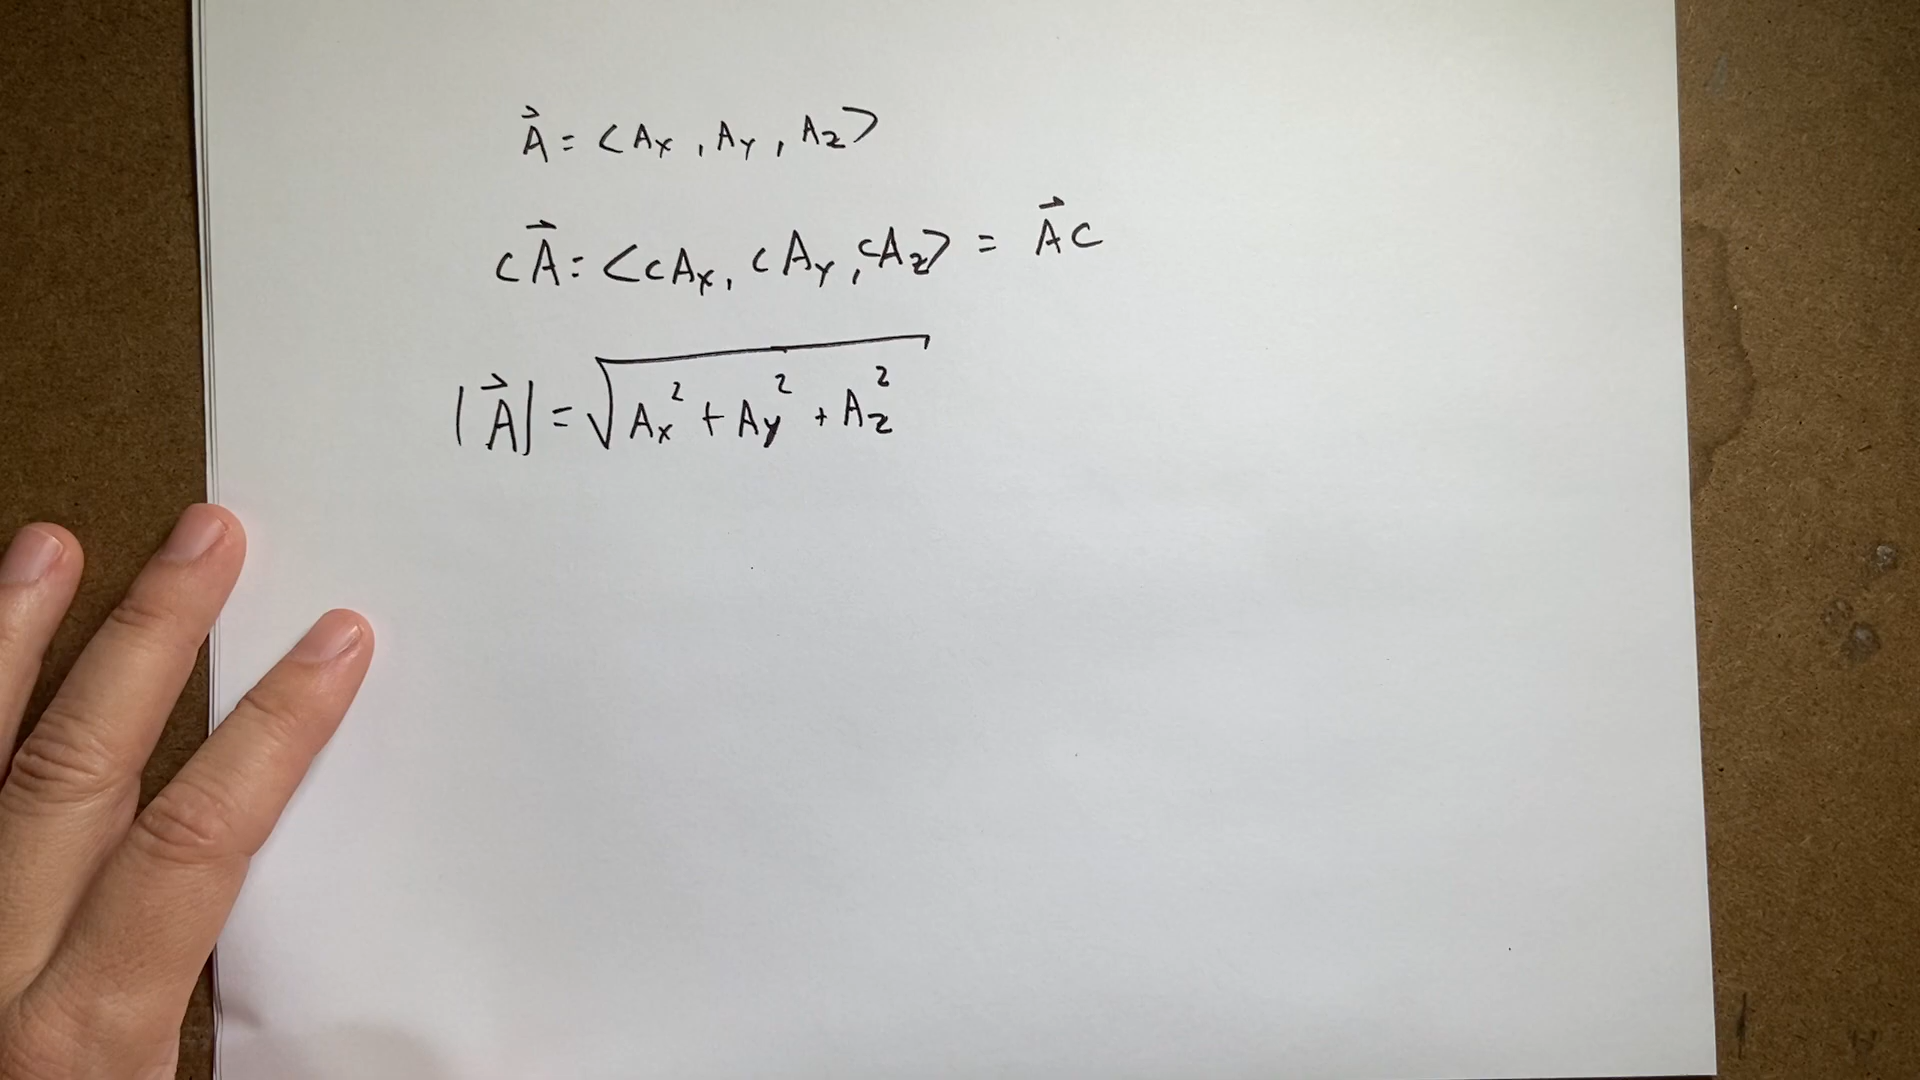 A⃗ = <Ax, Ay, Az>
cA⃗ = <cAx, cAy, cAz> = A⃗c
|A⃗| = √(Ax² + Ay² + Az²)